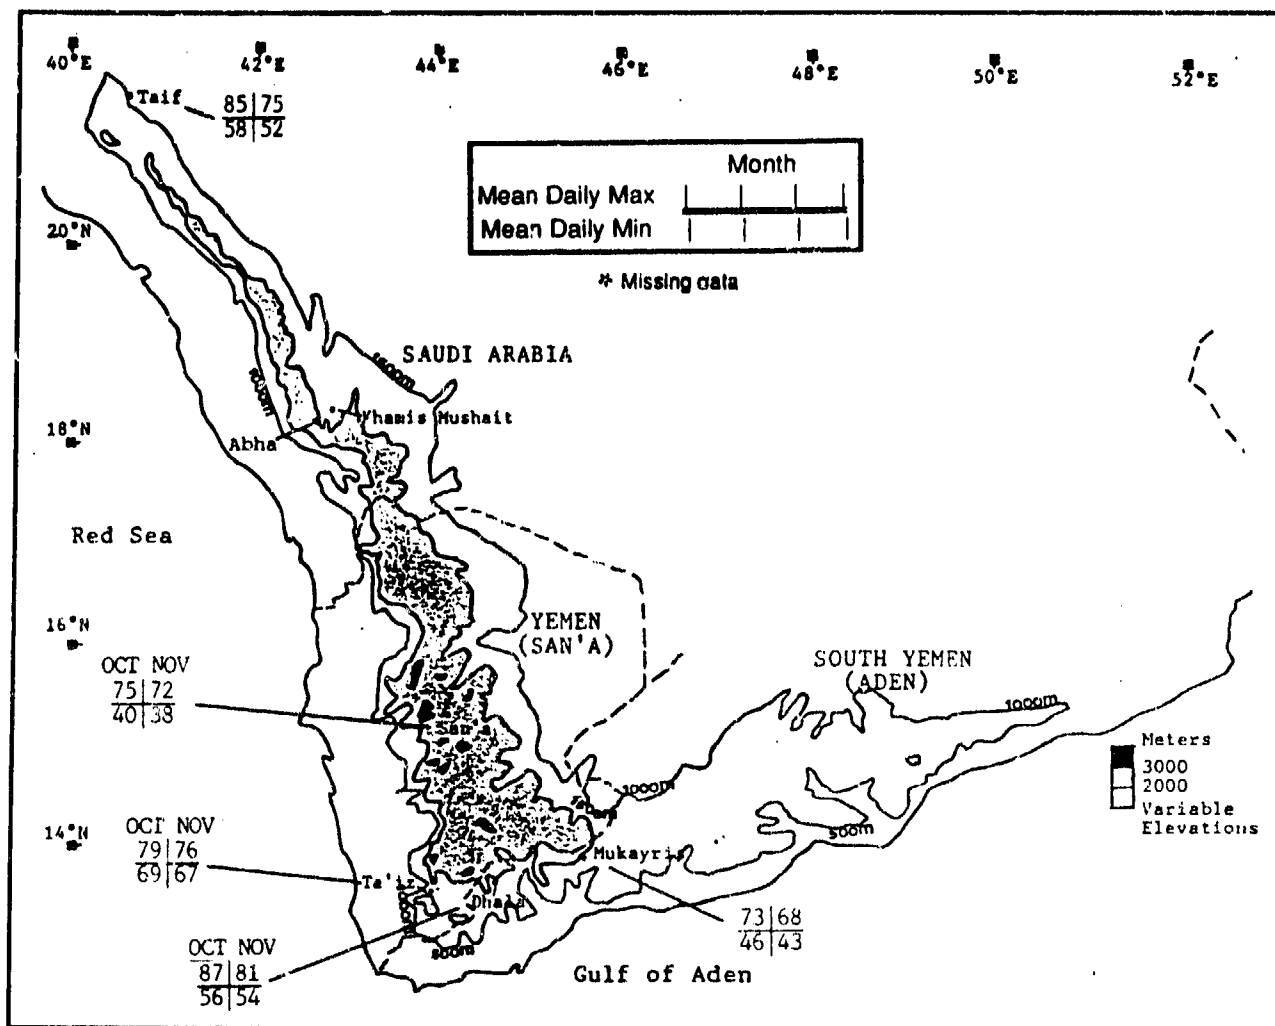 40°E
42°E
44°E
46°E
48°E
50°E
52°E
Taif
85|75
58|52
Month
Mean Daily Max
Mean Daily Min
* Missing data
20°N
SAUDI ARABIA
1500m
1000m
Khamis Mushait
Abha
18°N
Red Sea
16°N
YEMEN
(SAN'A)
SOUTH YEMEN
(ADEN)
OCT NOV
75|72
40|38
San'a
1000m
1000m
Meters
3000
2000
Variable
Elevations
500m
14°N
OCT NOV
79|76
69|67
Mukayris
Dhala
73|68
46|43
OCT NOV
87|81
56|54
500m
Gulf of Aden